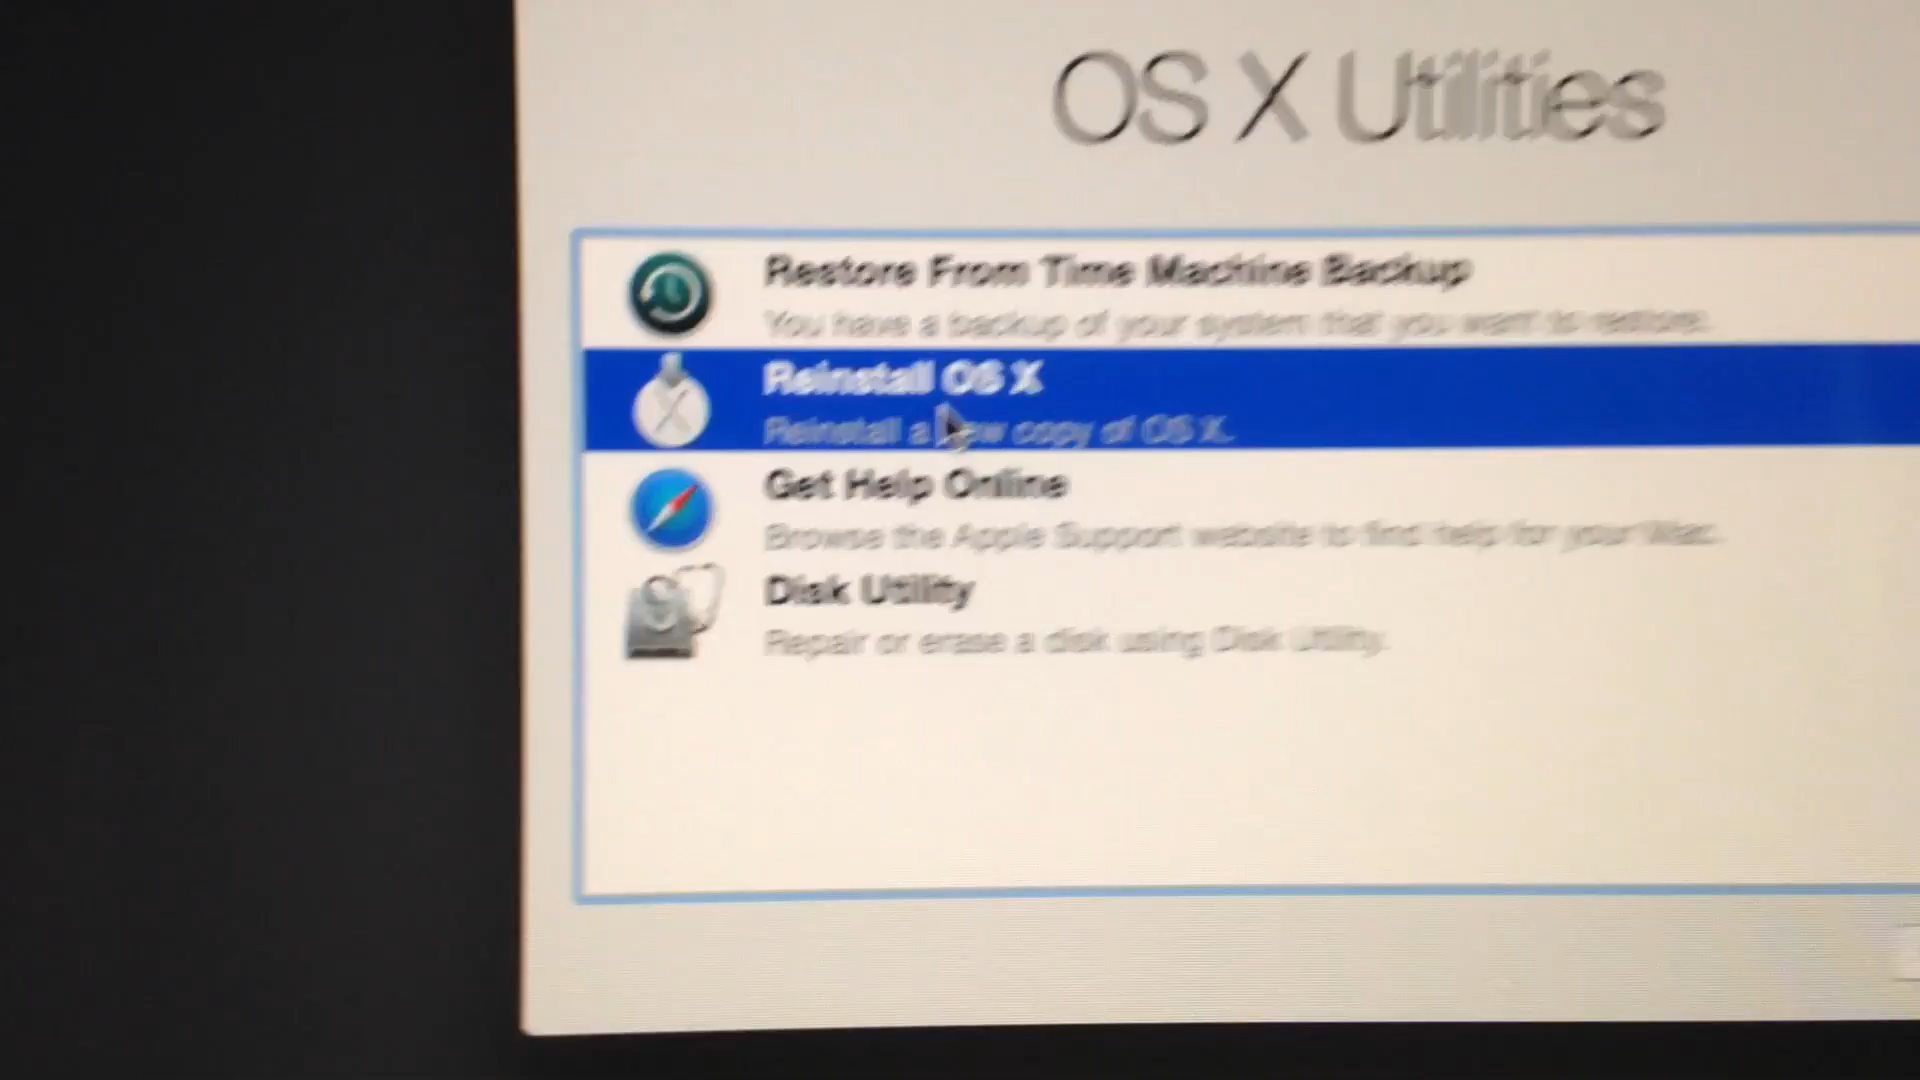 OS X Utilities
Restore From Time Machine Backup
You have a backup of your system that you want to restore.
Reinstall OS X
Reinstall a new copy of OS X.
Get Help Online
Browse the Apple Support website to find help for your Mac.
Disk Utility
Repair or erase a disk using Disk Utility.